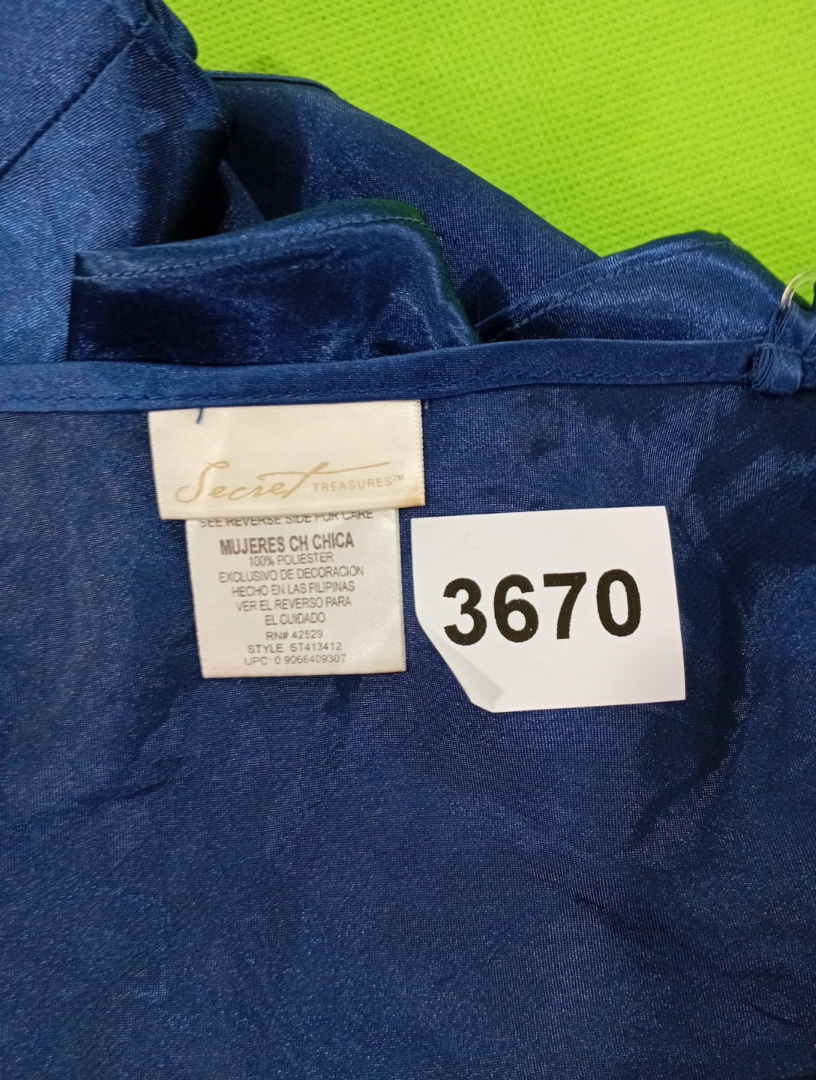 Secret TREASURES™
SEE REVERSE SIDE FOR CARE
MUJERES CH CHICA
100% POLIESTER
EXCLUSIVO DE DECORACION
HECHO EN LAS FILIPINAS
VER EL REVERSO PARA
EL CUIDADO
RN# 42529
STYLE ST413412
UPC 0 9066409307
3670